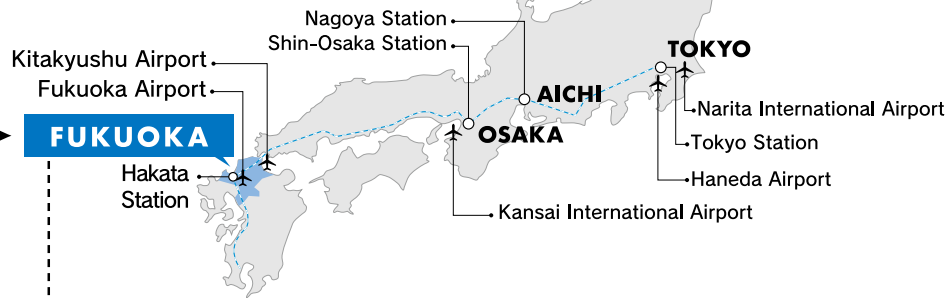 Nagoya Station
Shin-Osaka Station
Kitakyushu Airport
Fukuoka Airport
FUKUOKA
Hakata
Station
TOKYO
AICHI
OSAKA
Narita International Airport
Tokyo Station
Haneda Airport
Kansai International Airport